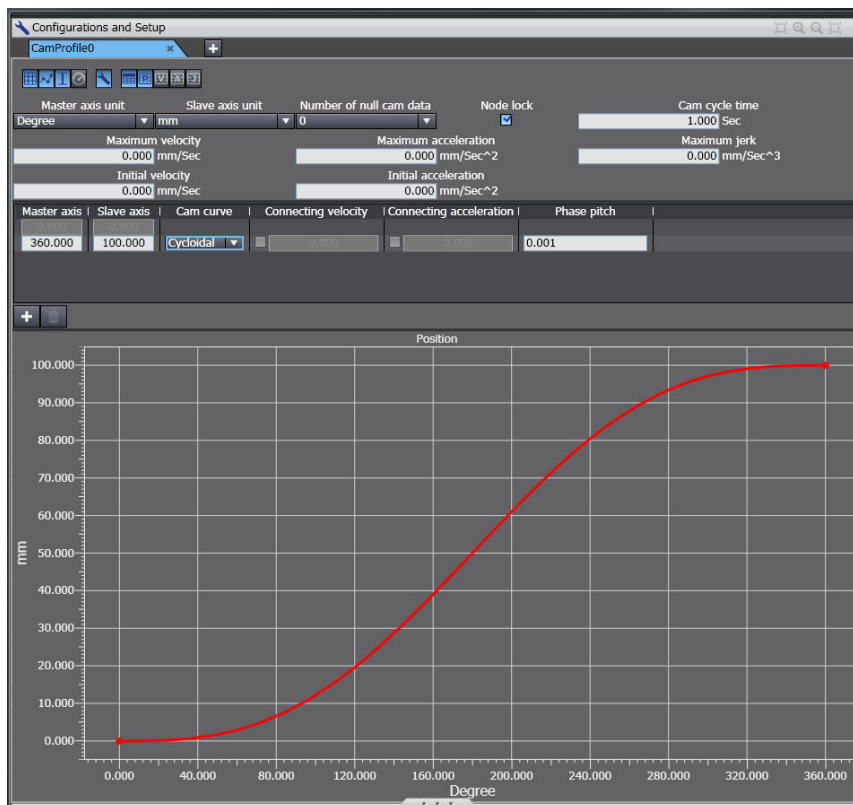 Configurations and Setup
CamProfile0
Master axis unit Slave axis unit Number of null cam data Node lock Cam cycle time
Degree mm 0 1.000 Sec
Maximum velocity Maximum acceleration Maximum jerk
0.000 mm/Sec 0.000 mm/Sec^2 0.000 mm/Sec^3
Initial velocity Initial acceleration
0.000 mm/Sec 0.000 mm/Sec^2
Master axis Slave axis Cam curve Connecting velocity Connecting acceleration Phase pitch
0.000 0.000
360.000 100.000 Cycloidal 0.000 0.000 0.001
Position
100.000
90.000
80.000
70.000
60.000
50.000
40.000
30.000
20.000
10.000
0.000
mm
0.000 40.000 80.000 120.000 160.000 200.000 240.000 280.000 320.000 360.000
Degree